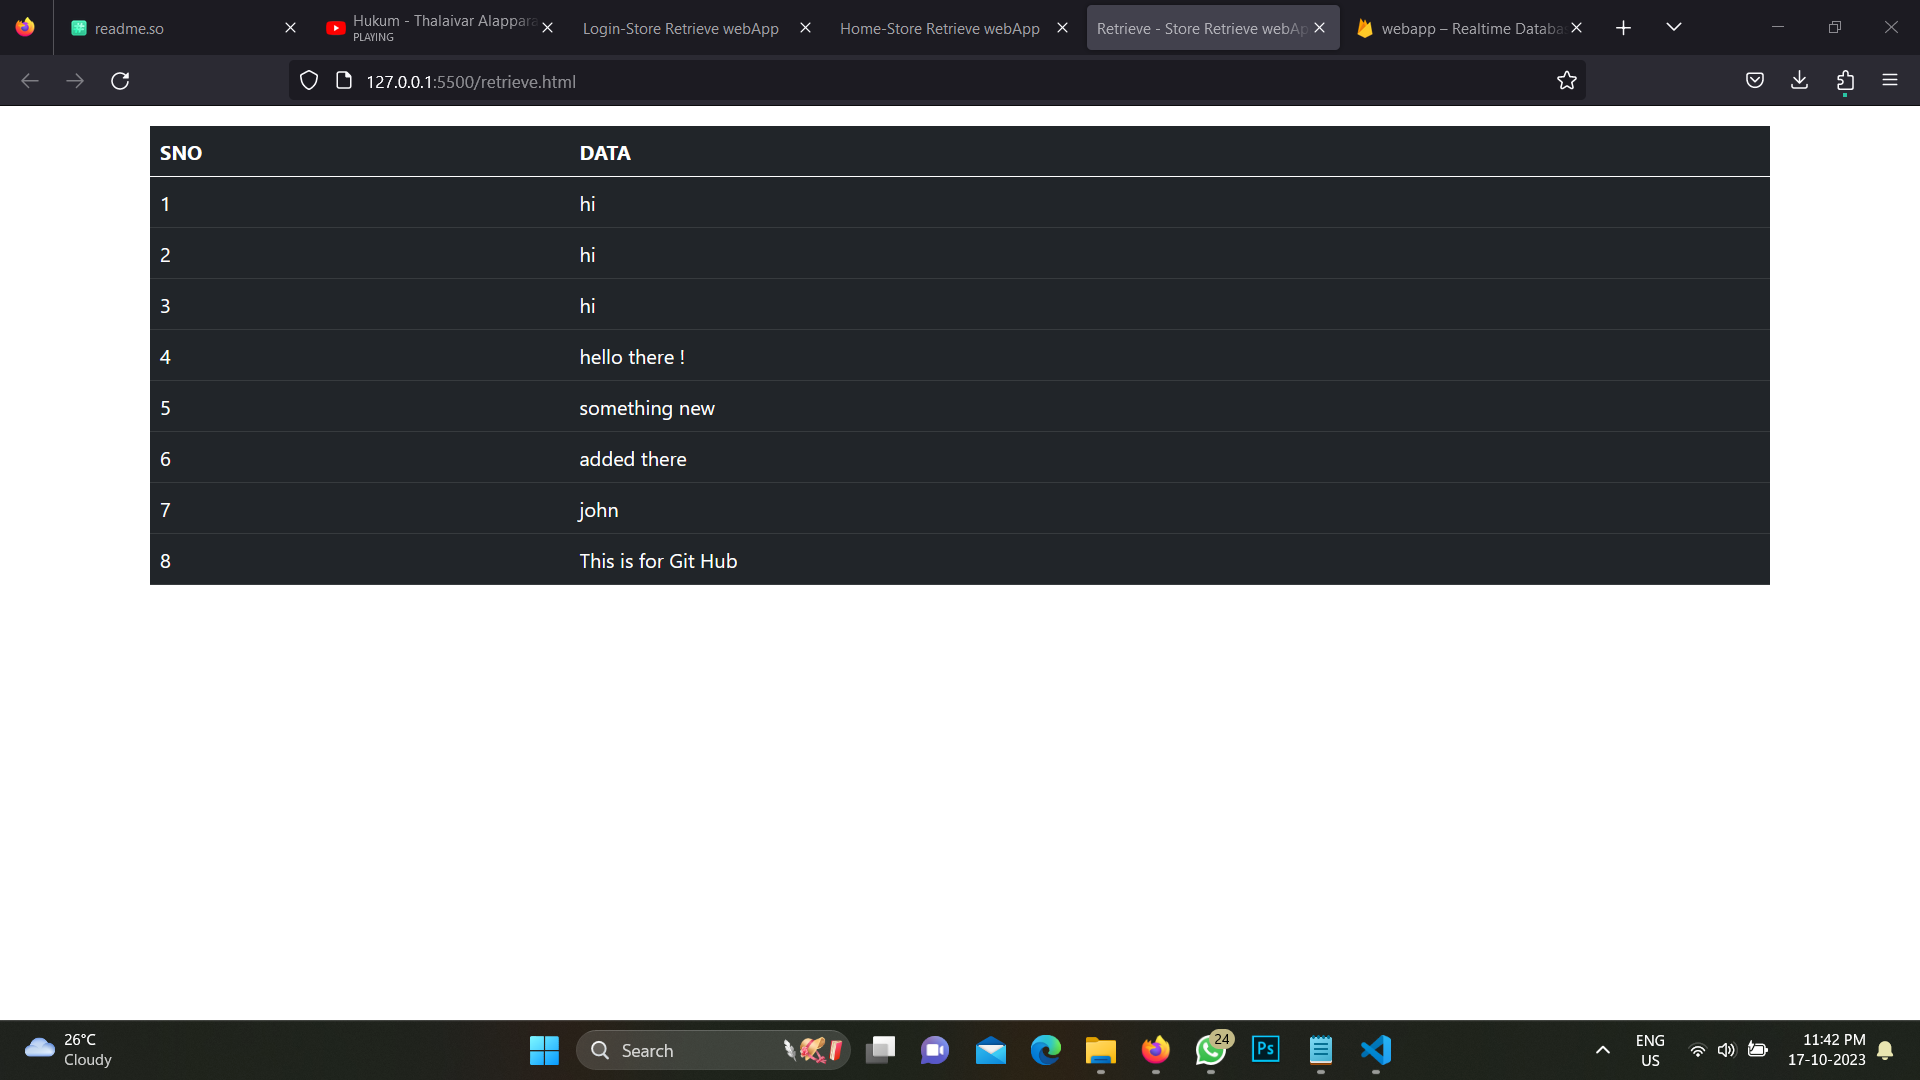 readme.so
Hukum - Thalaivar Alappara
PLAYING
Login-Store Retrieve webApp
Home-Store Retrieve webApp
Retrieve - Store Retrieve webAp
webapp – Realtime Databa
127.0.0.1:5500/retrieve.html
SNO DATA
1 hi
2 hi
3 hi
4 hello there !
5 something new
6 added there
7 john
8 This is for Git Hub
26°C
Cloudy
Search
24
Ps
ENG
US
11:42 PM
17-10-2023